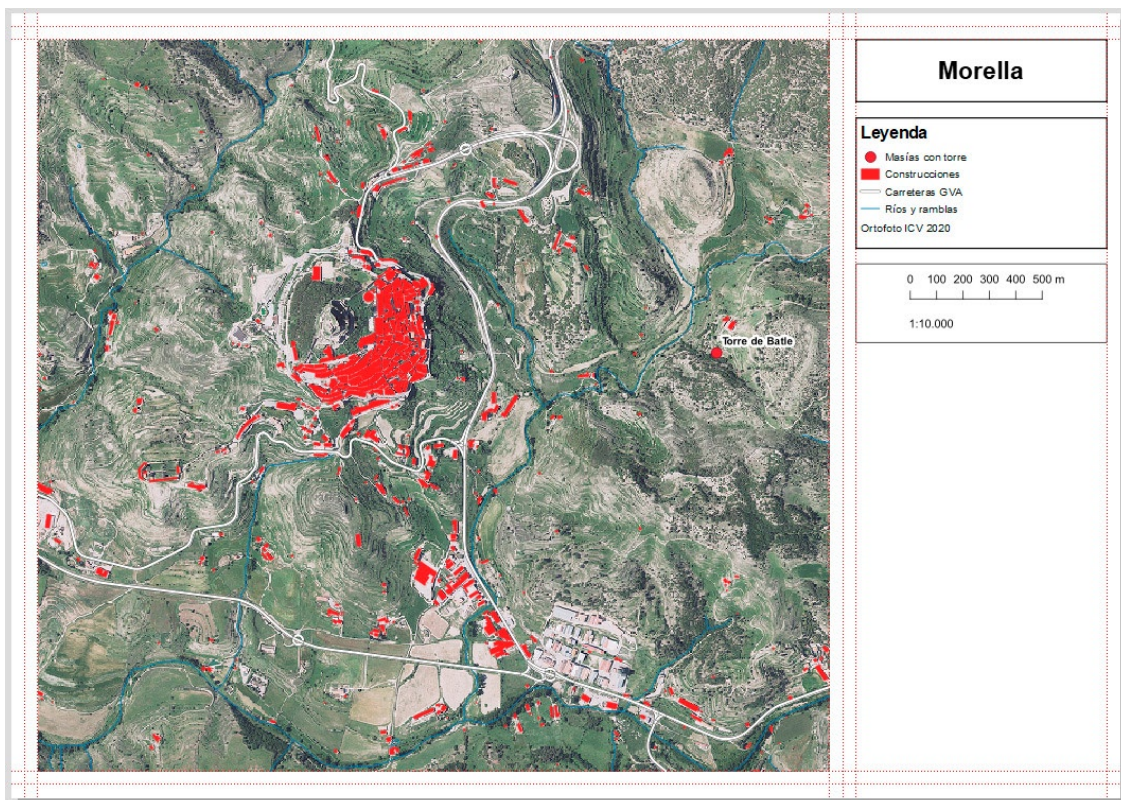 Morella
Leyenda
Masías con torre
Construcciones
Carreteras GVA
Ríos y ramblas
Ortofoto ICV 2020
0 100 200 300 400 500 m
1:10.000
Torre de Batle